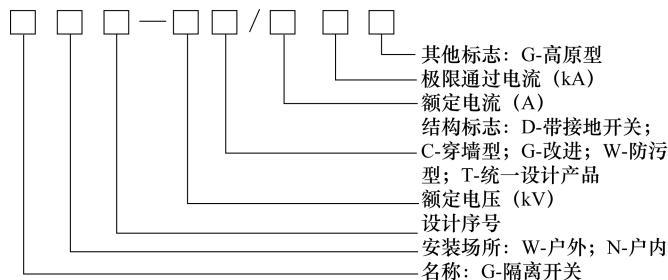 其他标志：G-高原型
极限通过电流（kA）
额定电流（A）
结构标志：D-带接地开关；
C-穿墙型；G-改进；W-防污
型；T-统一设计产品
额定电压（kV）
设计序号
安装场所：W-户外；N-户内
名称：G-隔离开关